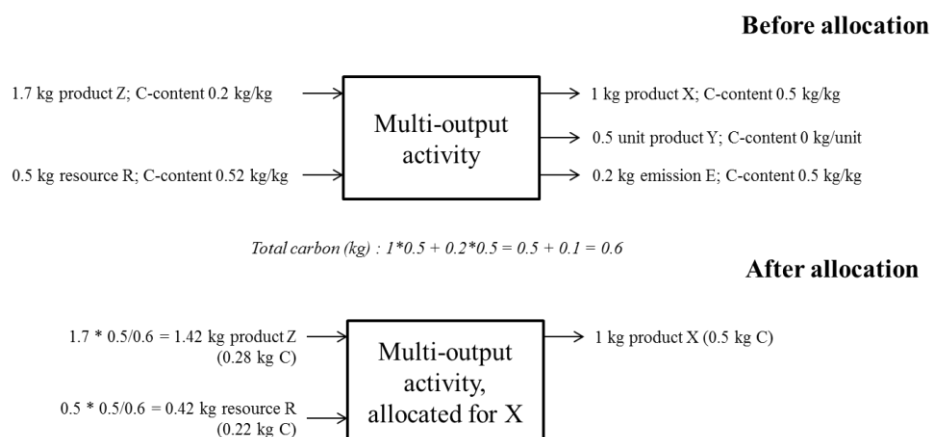 Before allocation
1.7 kg product Z; C-content 0.2 kg/kg
0.5 kg resource R; C-content 0.52 kg/kg
Multi-output
activity
1 kg product X; C-content 0.5 kg/kg
0.5 unit product Y; C-content 0 kg/unit
0.2 kg emission E; C-content 0.5 kg/kg
Total carbon (kg) : 1*0.5 + 0.2*0.5 = 0.5 + 0.1 = 0.6
After allocation
1.7 * 0.5/0.6 = 1.42 kg product Z
(0.28 kg C)
0.5 * 0.5/0.6 = 0.42 kg resource R
(0.22 kg C)
Multi-output
activity,
allocated for X
1 kg product X (0.5 kg C)